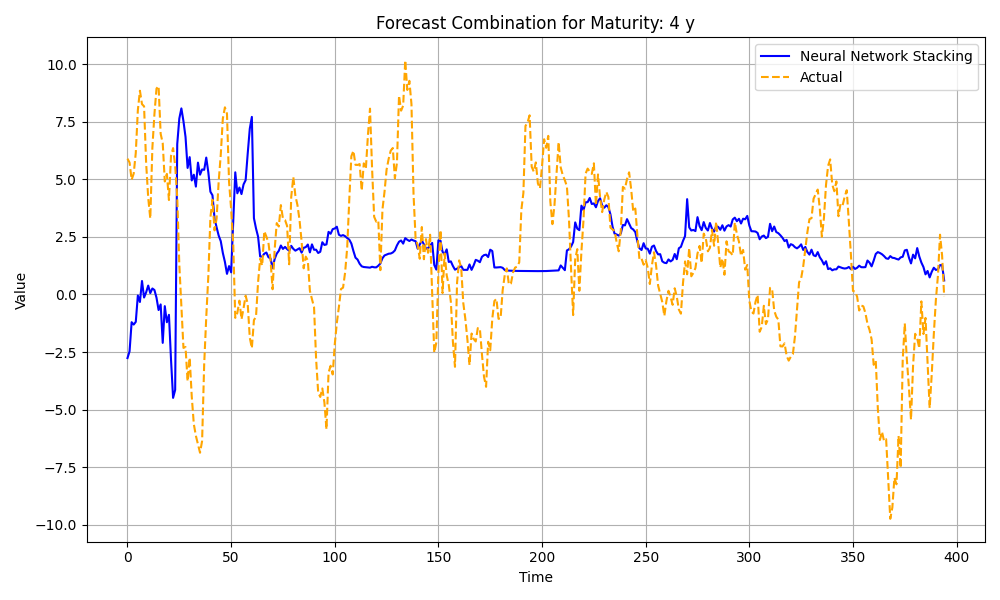 Forecast Combination for Maturity: 4 y
Neural Network Stacking
Actual
10.0
7.5
5.0
2.5
0.0
−2.5
−5.0
−7.5
−10.0
Value
0 50 100 150 200 250 300 350 400
Time